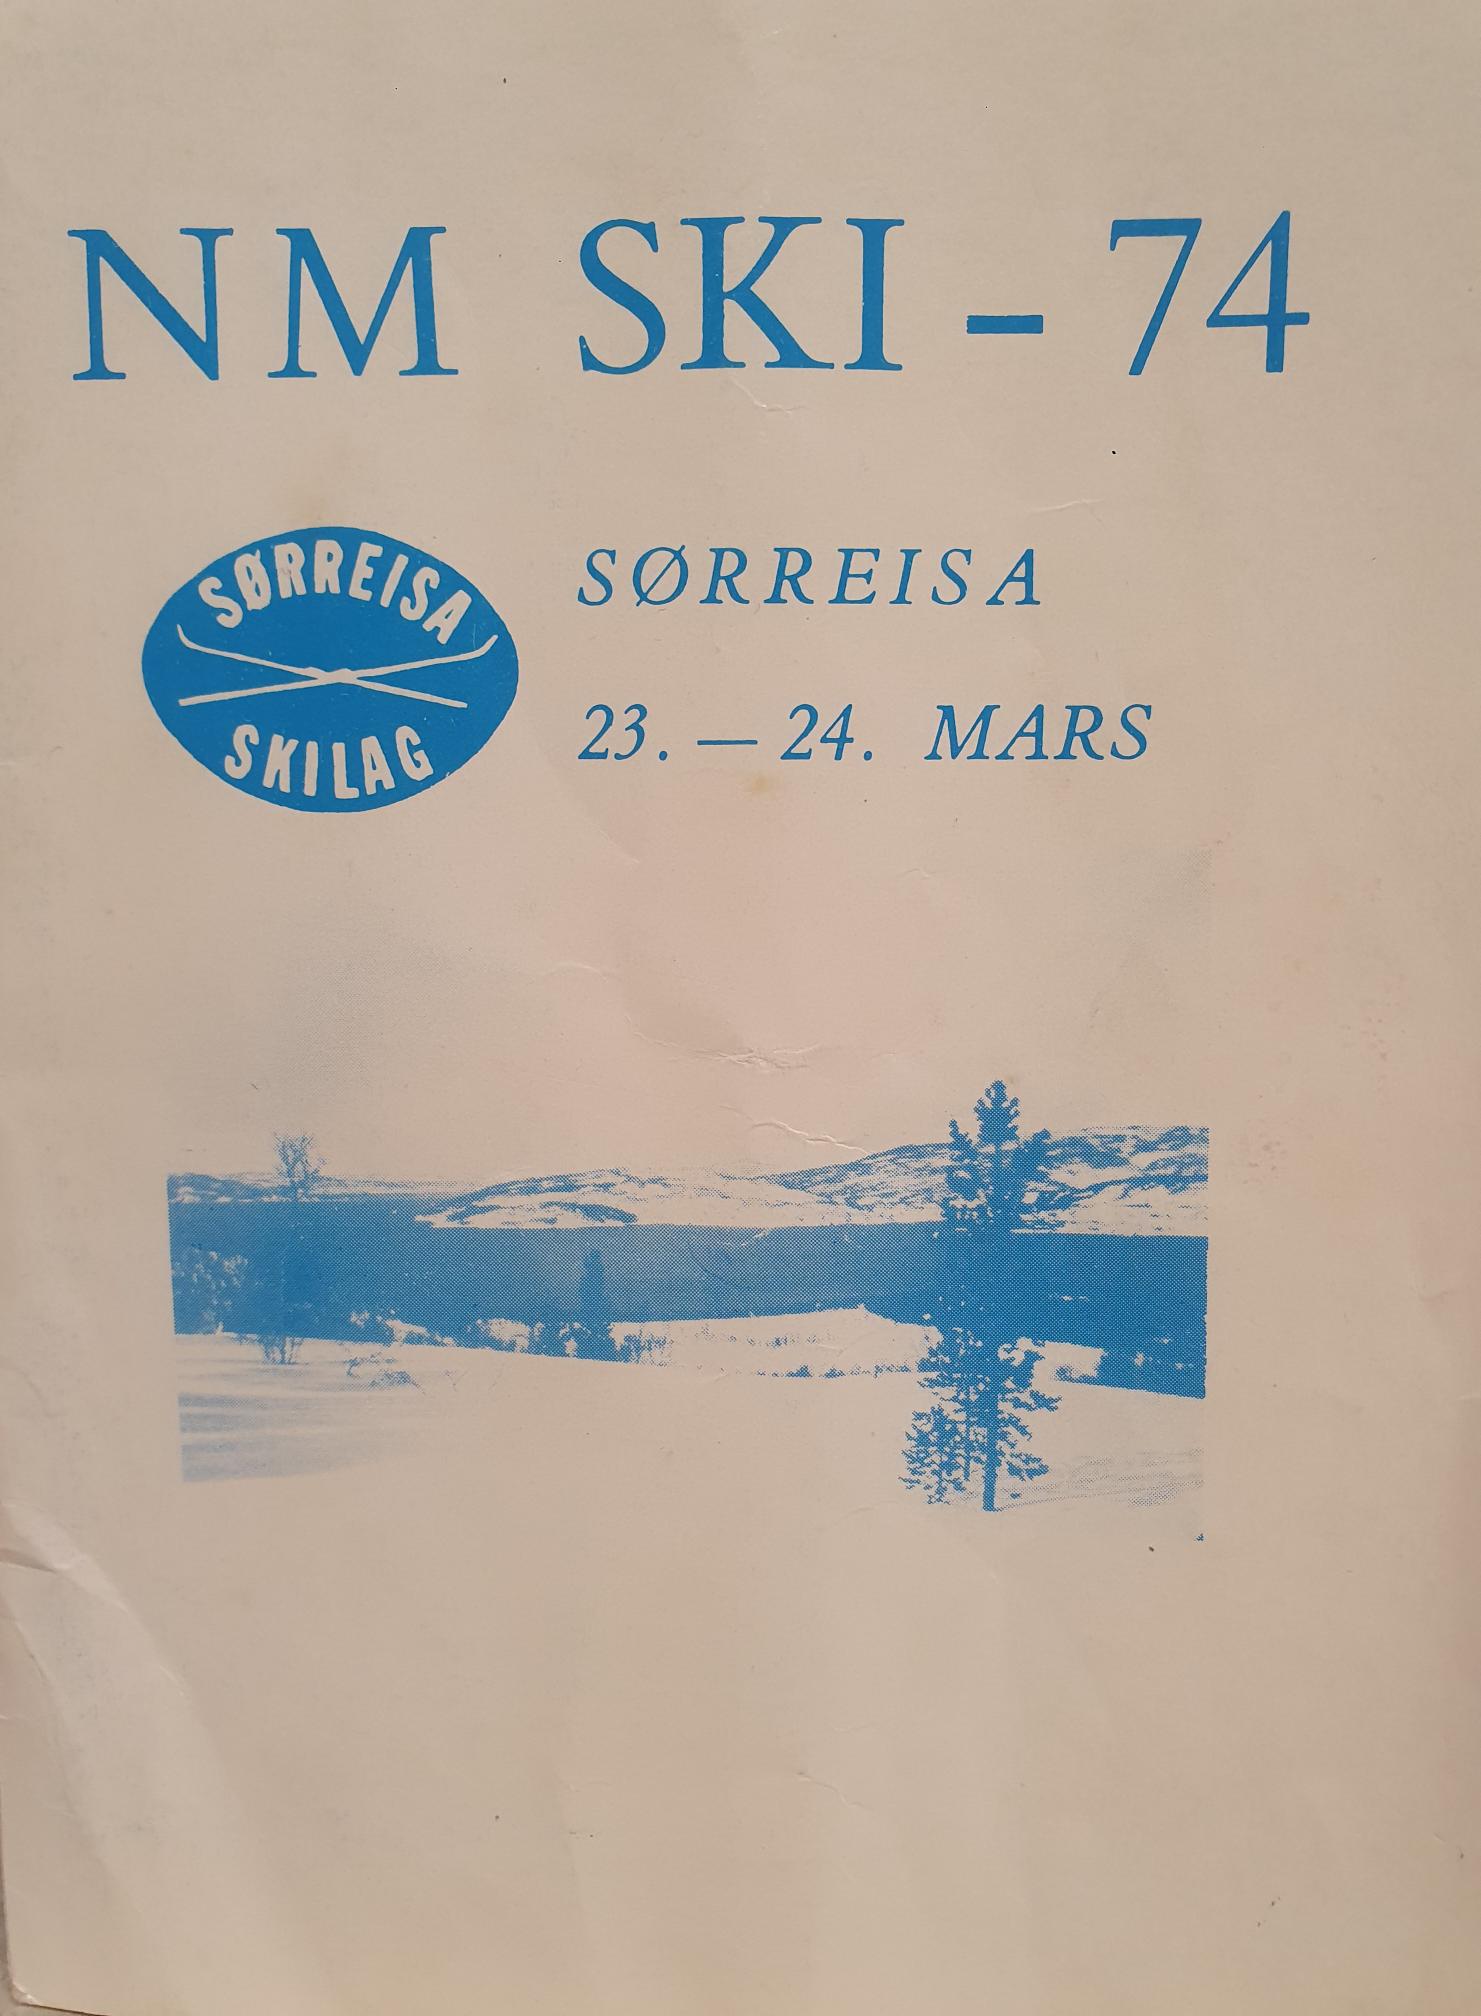 NM SKI – 74
SØRREISA
SKILAG
SØRREISA
23. — 24. MARS